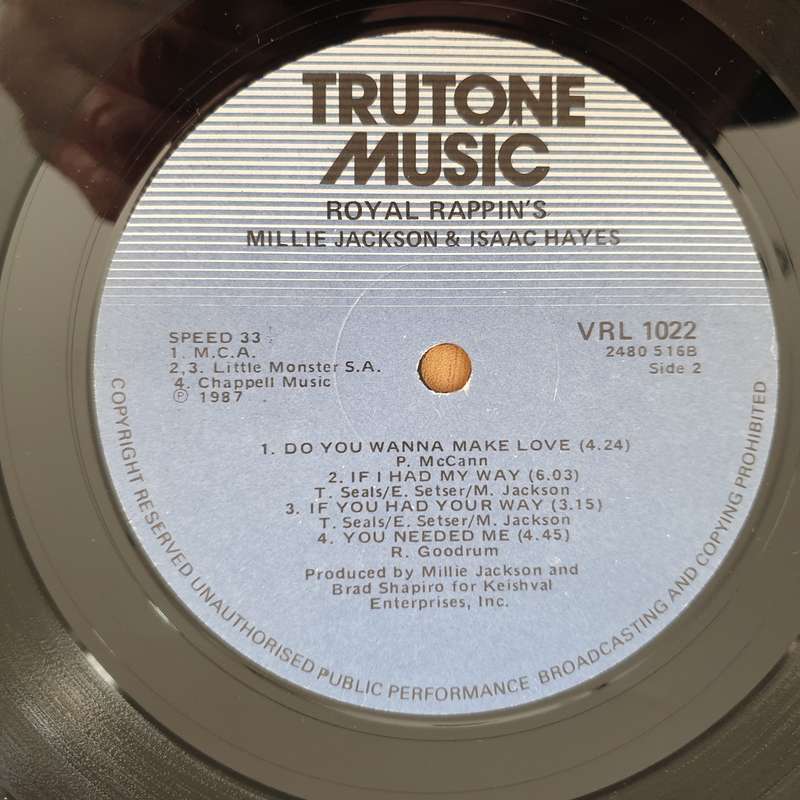 TRUTONE
MUSIC
ROYAL RAPPIN'S
MILLIE JACKSON & ISAAC HAYES
SPEED 33
1. M.C.A.
2,3. Little Monster S.A.
4. Chappell Music
℗ 1987
VRL 1022
2480 516B
Side 2
1. DO YOU WANNA MAKE LOVE (4.24)
P. McCann
2. IF I HAD MY WAY (6.03)
T. Seals/E. Setser/M. Jackson
3. IF YOU HAD YOUR WAY (3.15)
T. Seals/E. Setser/M. Jackson
4. YOU NEEDED ME (4.45)
R. Goodrum
Produced by Millie Jackson and
Brad Shapiro for Keishval
Enterprises, Inc.
COPYRIGHT RESERVED UNAUTHORISED PUBLIC PERFORMANCE BROADCASTING AND COPYING PROHIBITED